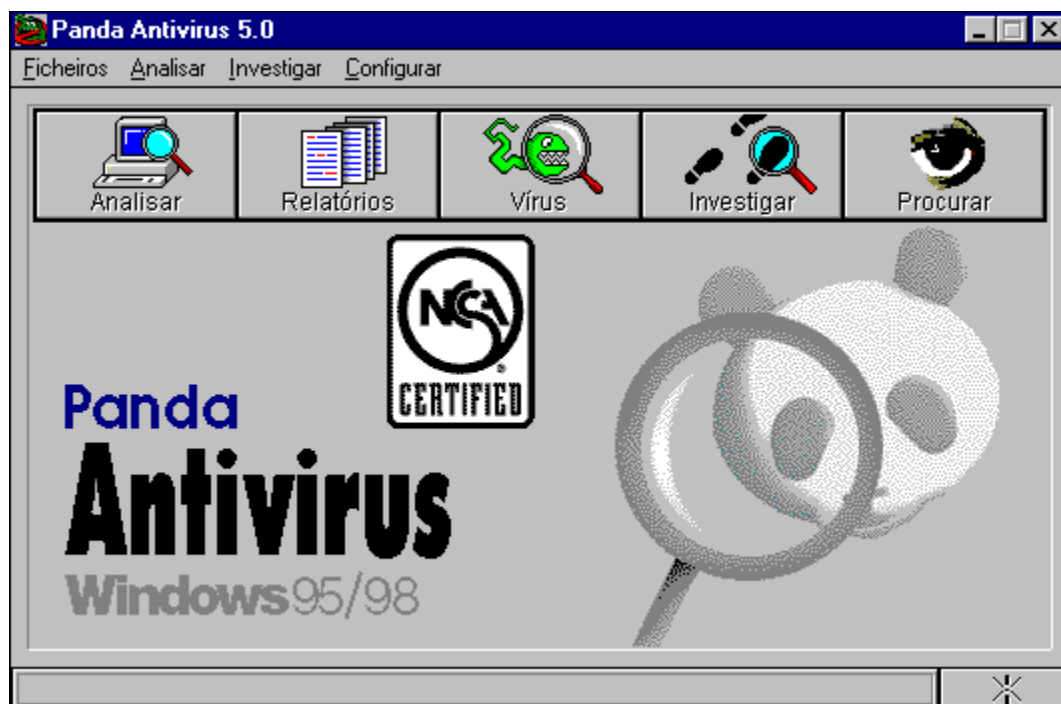 Panda Antivirus 5.0
Ficheiros Analisar Investigar Configurar
Analisar Relatórios Vírus Investigar Procurar
NCSA
CERTIFIED
Panda
Antivirus
Windows95/98